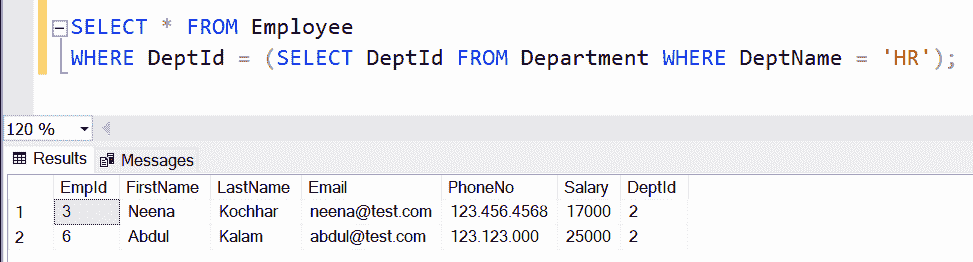 SELECT * FROM Employee
WHERE DeptId = (SELECT DeptId FROM Department WHERE DeptName = 'HR');
120 %
Results Messages
EmpId FirstName LastName Email PhoneNo Salary DeptId
1 3 Neena Kochhar neena@test.com 123.456.4568 17000 2
2 6 Abdul Kalam abdul@test.com 123.123.000 25000 2